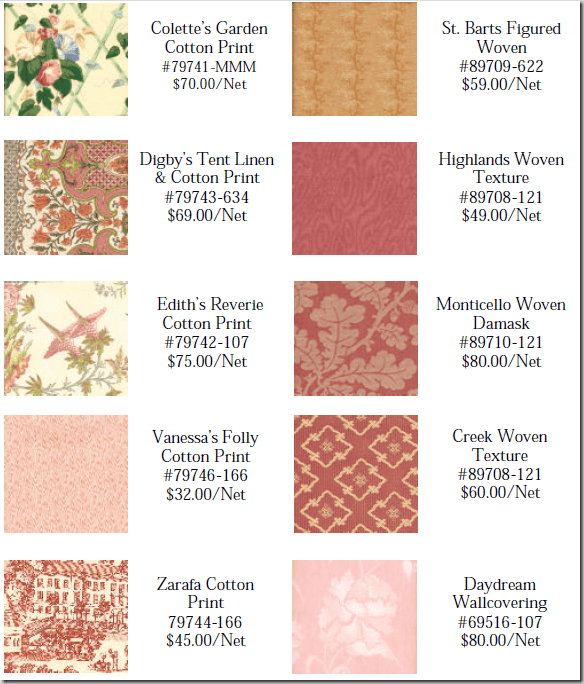 Colette's Garden
Cotton Print
#79741-MMM
$70.00/Net
St. Barts Figured
Woven
#89709-622
$59.00/Net
Digby's Tent Linen
& Cotton Print
#79743-634
$69.00/Net
Highlands Woven
Texture
#89708-121
$49.00/Net
Edith's Reverie
Cotton Print
#79742-107
$75.00/Net
Monticello Woven
Damask
#89710-121
$80.00/Net
Vanessa's Folly
Cotton Print
#79746-166
$32.00/Net
Creek Woven
Texture
#89708-121
$60.00/Net
Zarafa Cotton
Print
79744-166
$45.00/Net
Daydream
Wallcovering
#69516-107
$80.00/Net